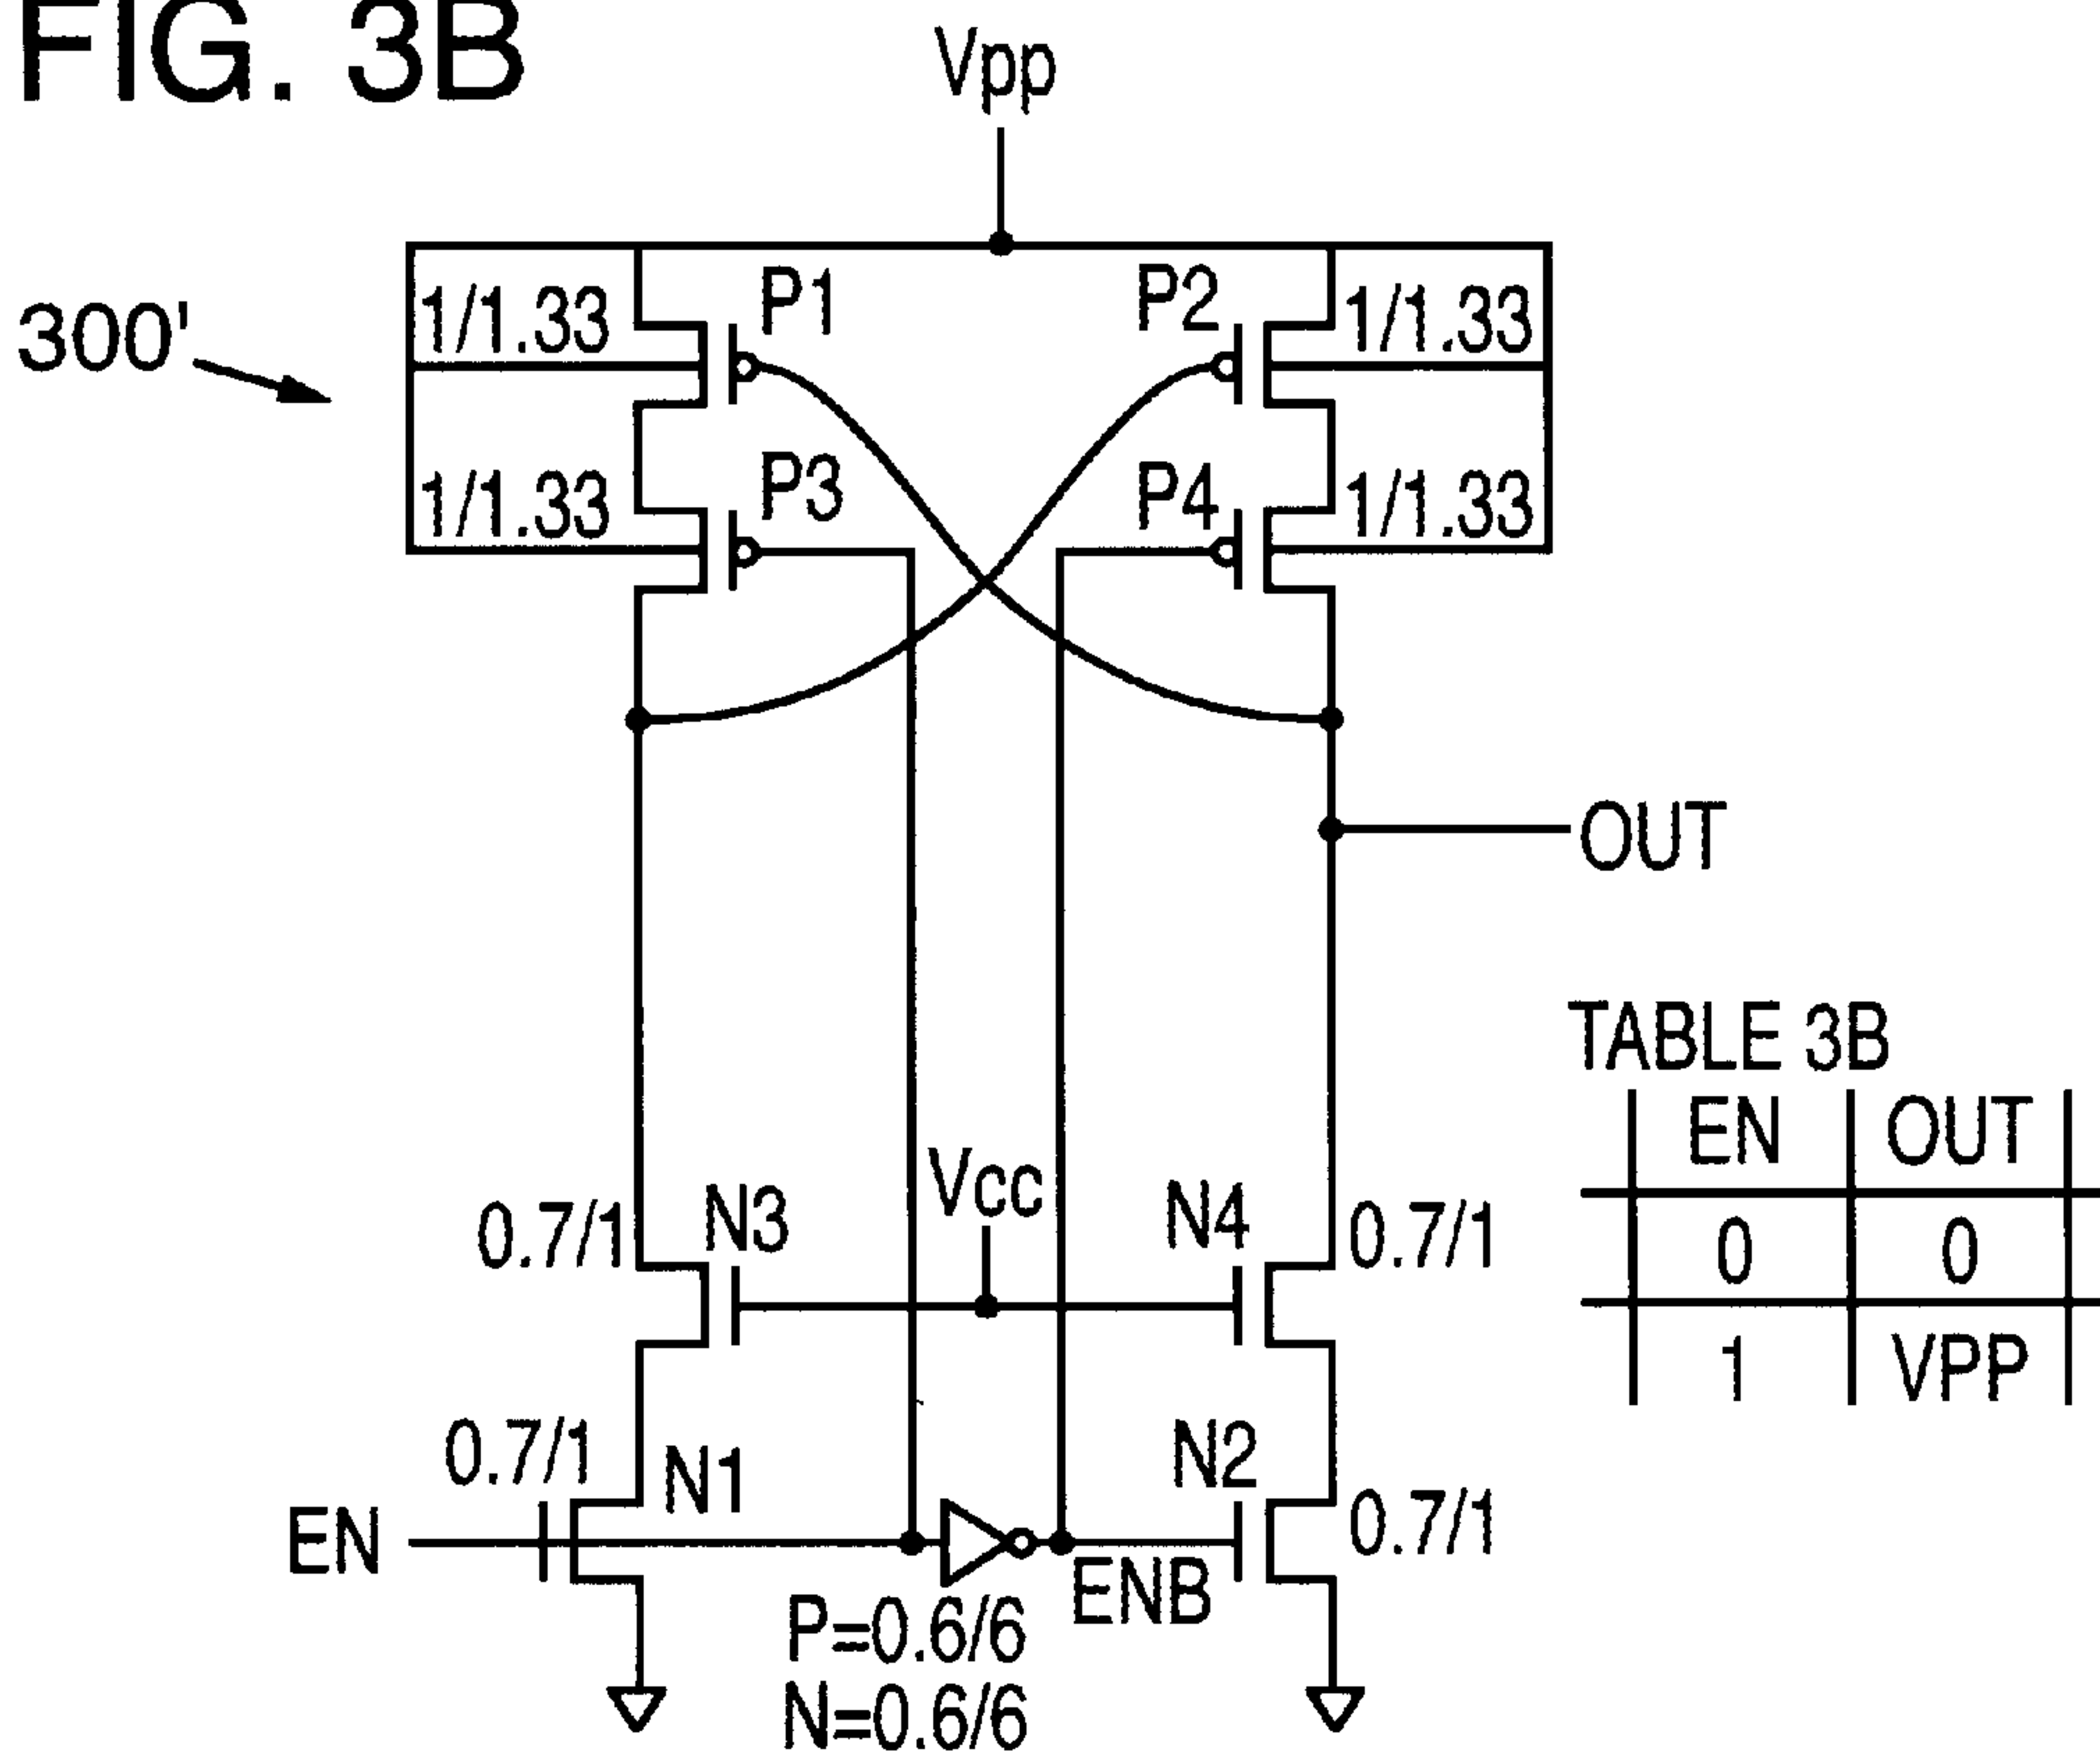 FIG. 3B
Vpp
300'
1/1.33
P1
P2
1/1.33
1/1.33
P3
P4
1/1.33
OUT
TABLE 3B
EN
OUT
0
0
1
VPP
Vcc
0.7/1
N3
N4
0.7/1
0.7/1
N1
N2
0.7/1
EN
ENB
P=0.6/6
N=0.6/6